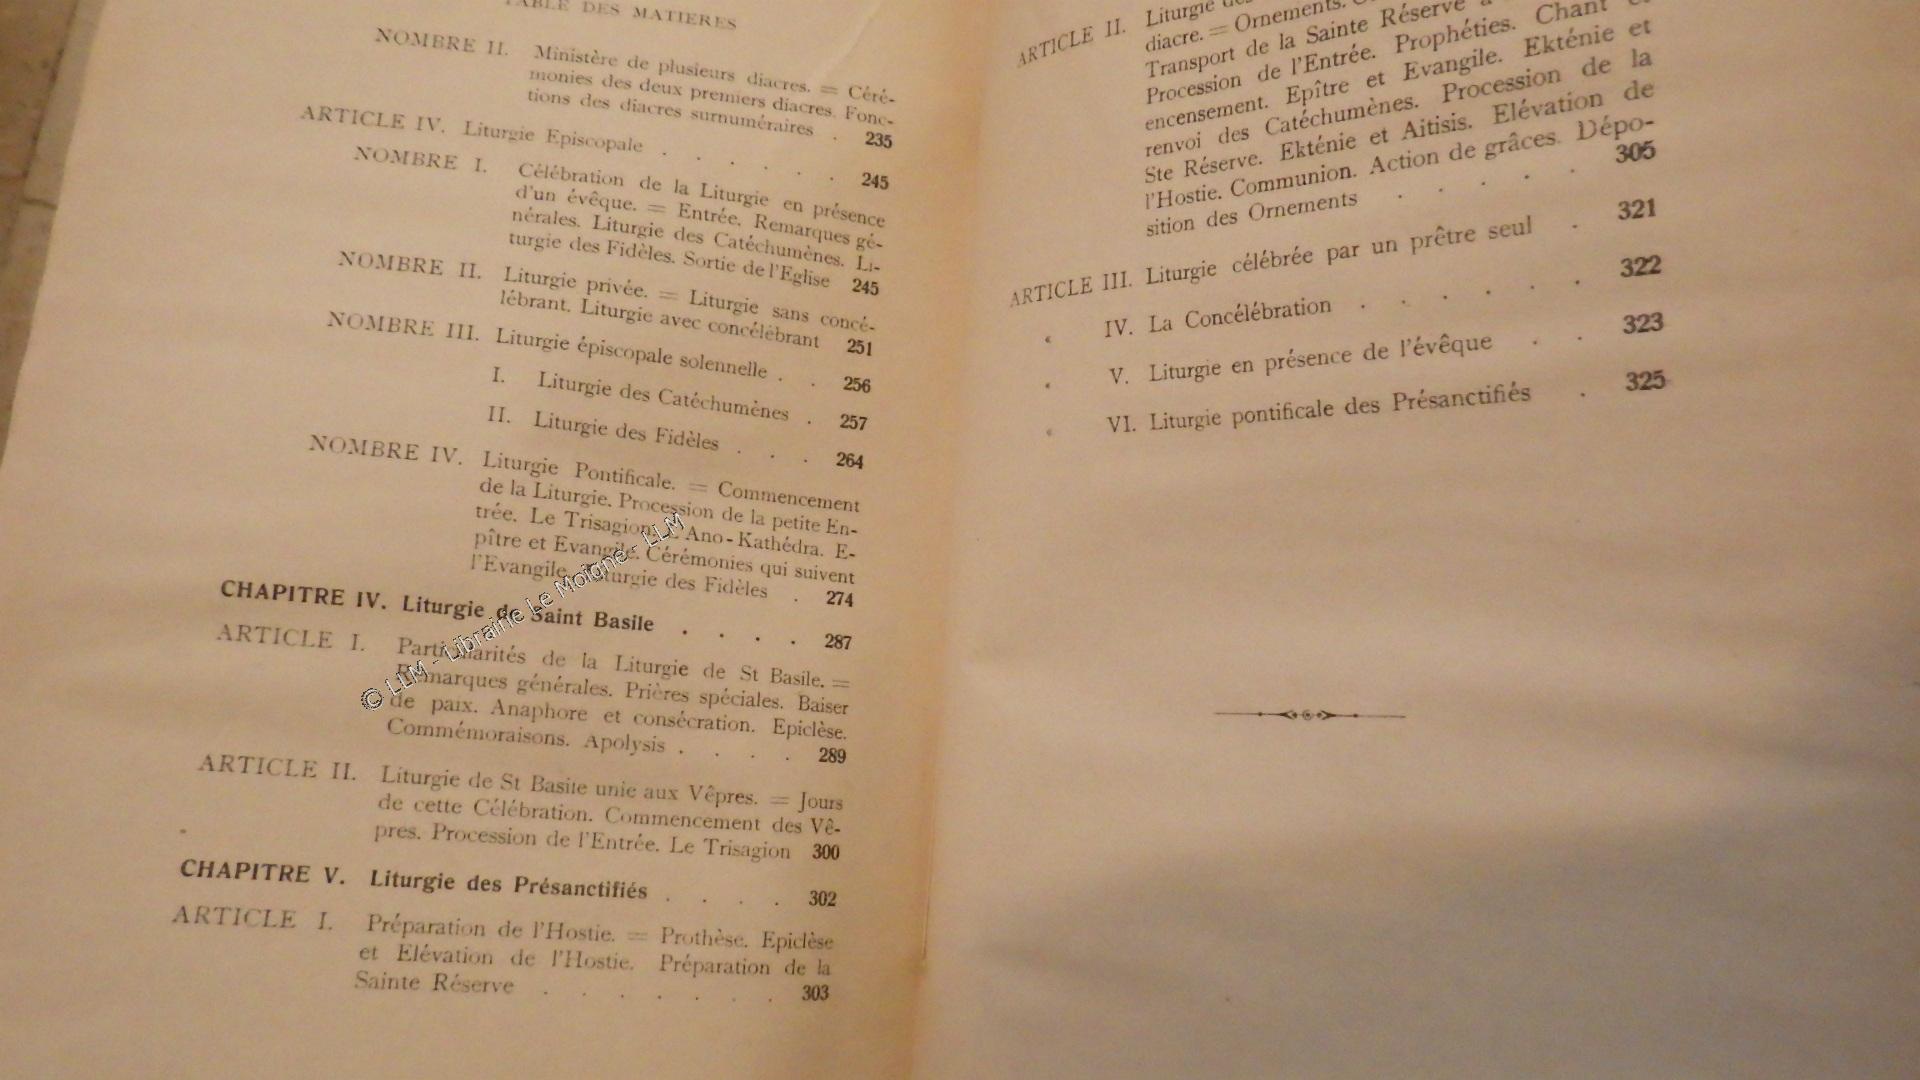 TABLE DES MATIERES
NOMBRE II. Ministère de plusieurs diacres. = Céré-
monies des deux premiers diacres. Fonc-
tions des diacres surnuméraires . 235
ARTICLE IV. Liturgie Episcopale . . . . . . 245
NOMBRE I. Célébration de la Liturgie en présence
d'un évêque. = Entrée. Remarques gé-
nérales. Liturgie des Catéchumènes. Li-
turgie des Fidèles. Sortie de l'Eglise 245
NOMBRE II. Liturgie privée. = Liturgie sans concé-
lébrant. Liturgie avec concélébrant 251
NOMBRE III. Liturgie épiscopale solennelle . . 256
I. Liturgie des Catéchumènes . 257
II. Liturgie des Fidèles . . . 264
NOMBRE IV. Liturgie Pontificale. = Commencement
de la Liturgie. Procession de la petite En-
trée. Le Trisagion. L'Ano-Kathédra. E-
pître et Evangile. Cérémonies qui suivent
l'Evangile. Liturgie des Fidèles . 274
CHAPITRE IV. Liturgie de Saint Basile . . . . 287
ARTICLE I. Particularités de la Liturgie de St Basile. =
Remarques générales. Prières spéciales. Baiser
de paix. Anaphore et consécration. Epiclèse.
Commémoraisons. Apolysis . . . . 289
ARTICLE II. Liturgie de St Basile unie aux Vêpres. = Jours
de cette Célébration. Commencement des Vê-
pres. Procession de l'Entrée. Le Trisagion 300
CHAPITRE V. Liturgie des Présanctifiés . . . . 302
ARTICLE I. Préparation de l'Hostie. = Prothèse. Epiclèse
et Elévation de l'Hostie. Préparation de la
Sainte Réserve . . . . . . . 303
© LLM - Librairie Le Moigne - LLM
ARTICLE II. Liturgie
diacre. = Ornements.
Transport de la Sainte Réserve
Procession de l'Entrée. Prophéties. Chant et
encensement. Epître et Evangile. Ekténie et
renvoi des Catéchumènes. Procession de la
Ste Réserve. Ekténie et Aitisis. Elévation de
l'Hostie. Communion. Action de grâces. Dépo-
sition des Ornements . . . . . 305
ARTICLE III. Liturgie célébrée par un prêtre seul . 321
« IV. La Concélébration . . . . . . 322
« V. Liturgie en présence de l'évêque . . 323
« VI. Liturgie pontificale des Présanctifiés . 325